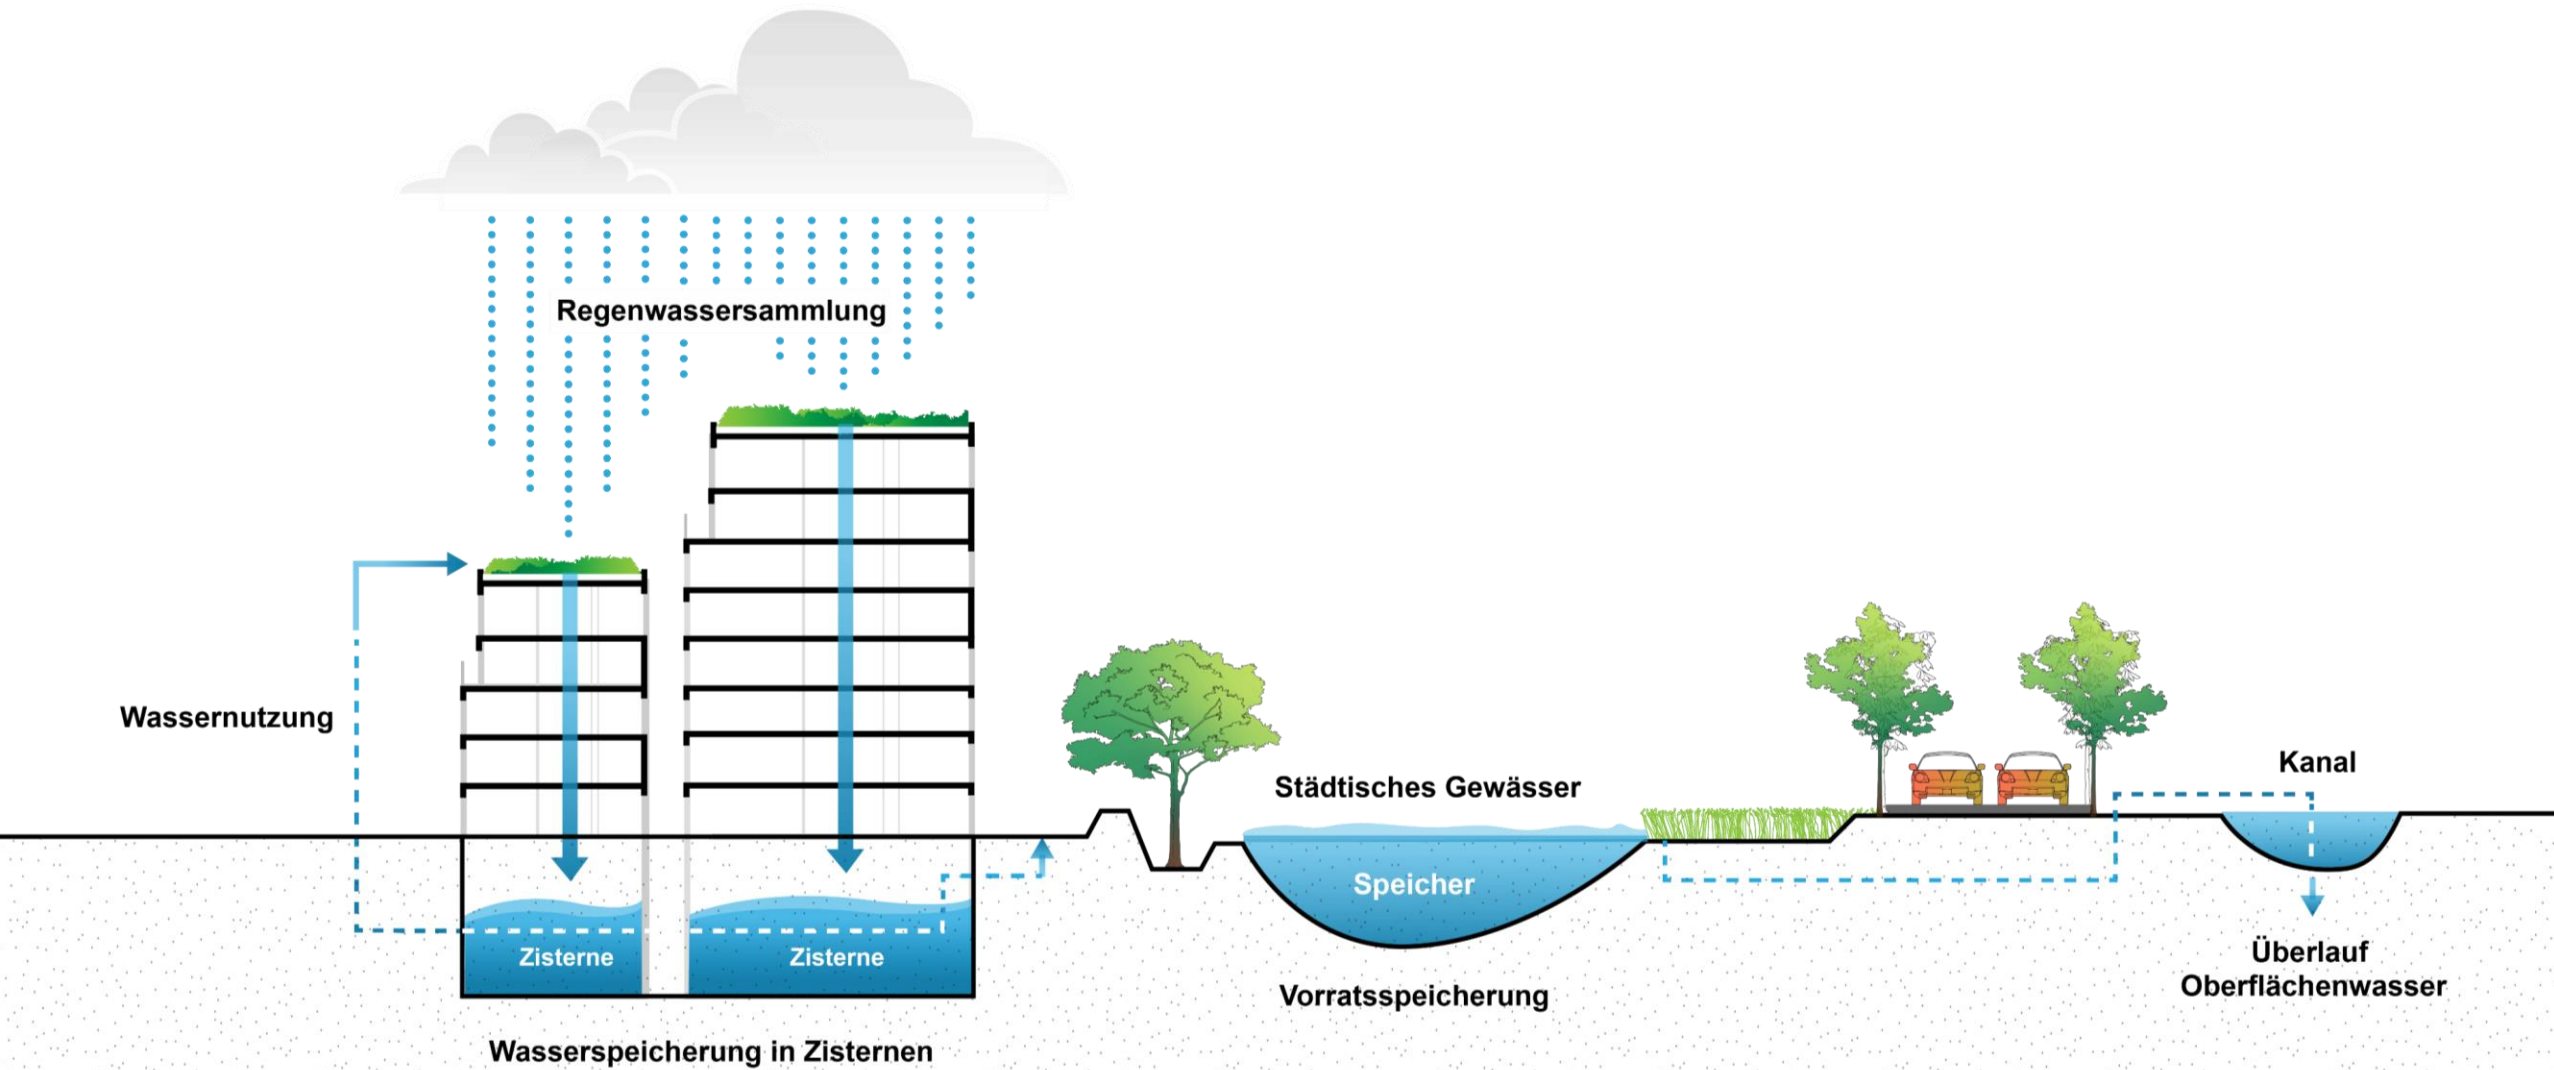 Regenwassersammlung
Wassernutzung
Zisterne
Zisterne
Wasserspeicherung in Zisternen
Städtisches Gewässer
Speicher
Vorratsspeicherung
Kanal
Überlauf
Oberflächenwasser